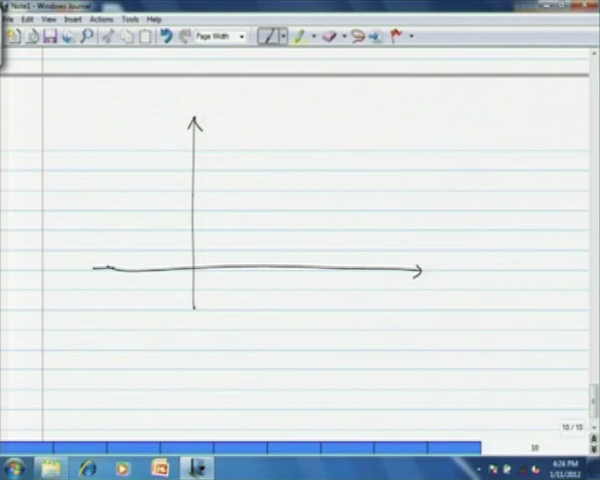 Note1 - Windows Journal
File Edit View Insert Actions Tools Help
Page Width
10 / 10
10
6:24 PM
1/11/2012